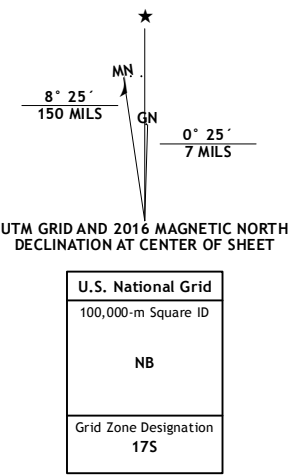 ★
MN
8° 25´
150 MILS
GN
0° 25´
7 MILS
UTM GRID AND 2016 MAGNETIC NORTH
DECLINATION AT CENTER OF SHEET
U.S. National Grid
100,000-m Square ID
NB
Grid Zone Designation
17S